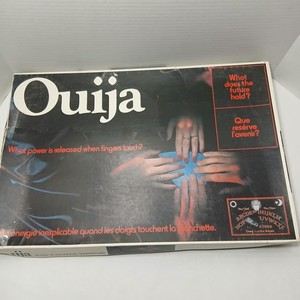 Ouija
What
does the
future
hold?
Que
réserve
l'avenir?
What power is released when fingers touch?
énergie inexplicable quand les doigts touchent la planchette.